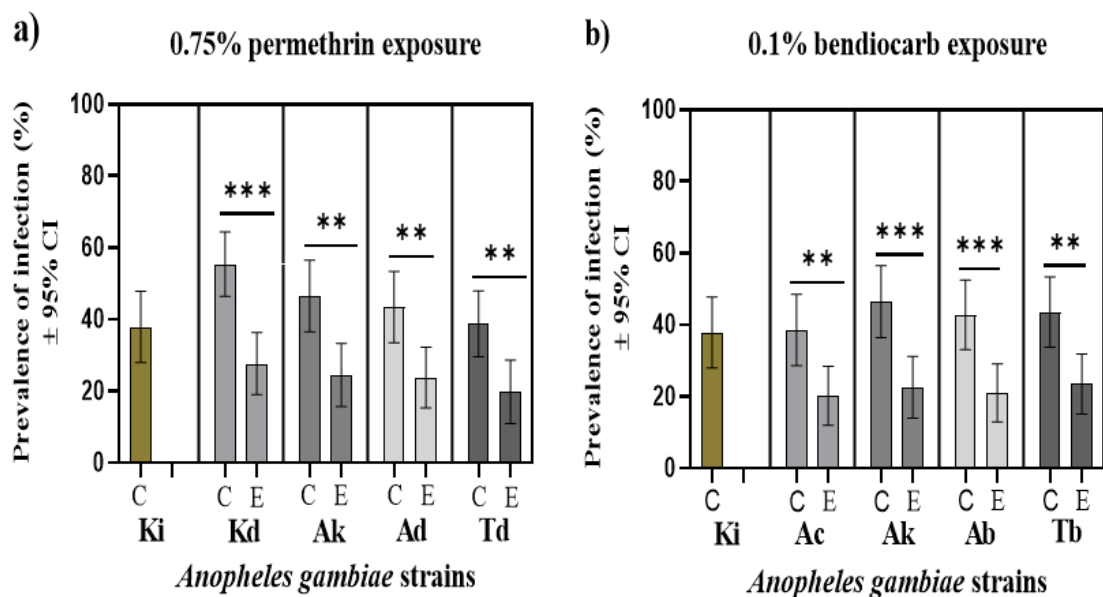 a)
0.75% permethrin exposure
Prevalence of infection (%)
± 95% CI
100
80
60
40
20
0
***
**
**
**
C
C E
C E
C E
C E
Ki
Kd
Ak
Ad
Td
Anopheles gambiae strains
b)
0.1% bendiocarb exposure
Prevalence of infection (%)
± 95% CI
100
80
60
40
20
0
**
***
***
**
C
C E
C E
C E
C E
Ki
Ac
Ak
Ab
Tb
Anopheles gambiae strains